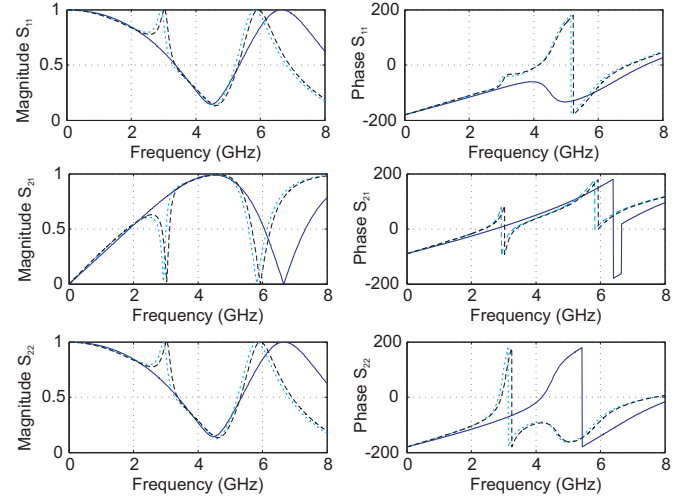 1
0.5
0
0 2 4 6 8
Magnitude S11
Frequency (GHz)
200
0
-200
0 2 4 6 8
Phase S11
Frequency (GHz)
1
0.5
0
0 2 4 6 8
Magnitude S21
Frequency (GHz)
200
0
-200
0 2 4 6 8
Phase S21
Frequency (GHz)
1
0.5
0
0 2 4 6 8
Magnitude S22
Frequency (GHz)
200
0
-200
0 2 4 6 8
Phase S22
Frequency (GHz)